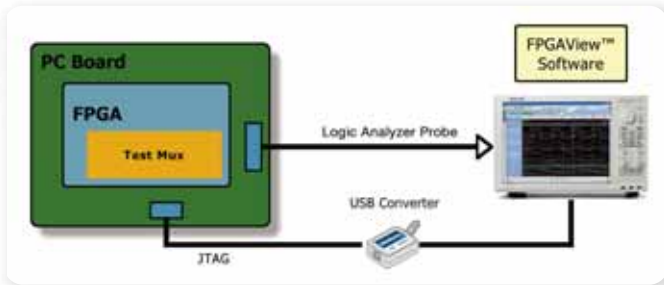 PC Board
FPGA
Test Mux
Logic Analyzer Probe
FPGAView™
Software
USB Converter
JTAG